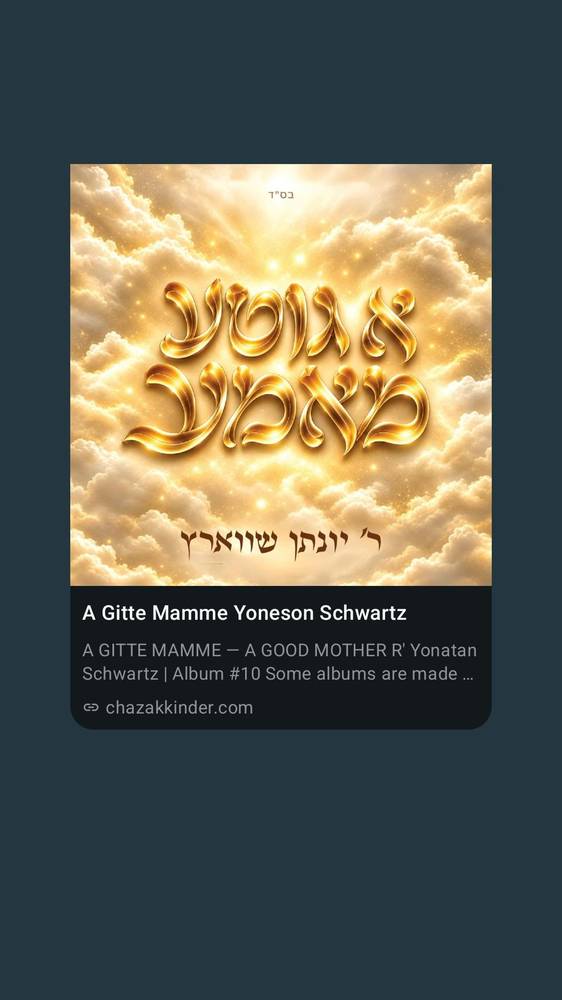 בס"ד
א גוטע
מאמע
ר' יונתן שווארץ
A Gitte Mamme Yoneson Schwartz
A GITTE MAMME — A GOOD MOTHER R' Yonatan
Schwartz | Album #10 Some albums are made …
chazakkinder.com